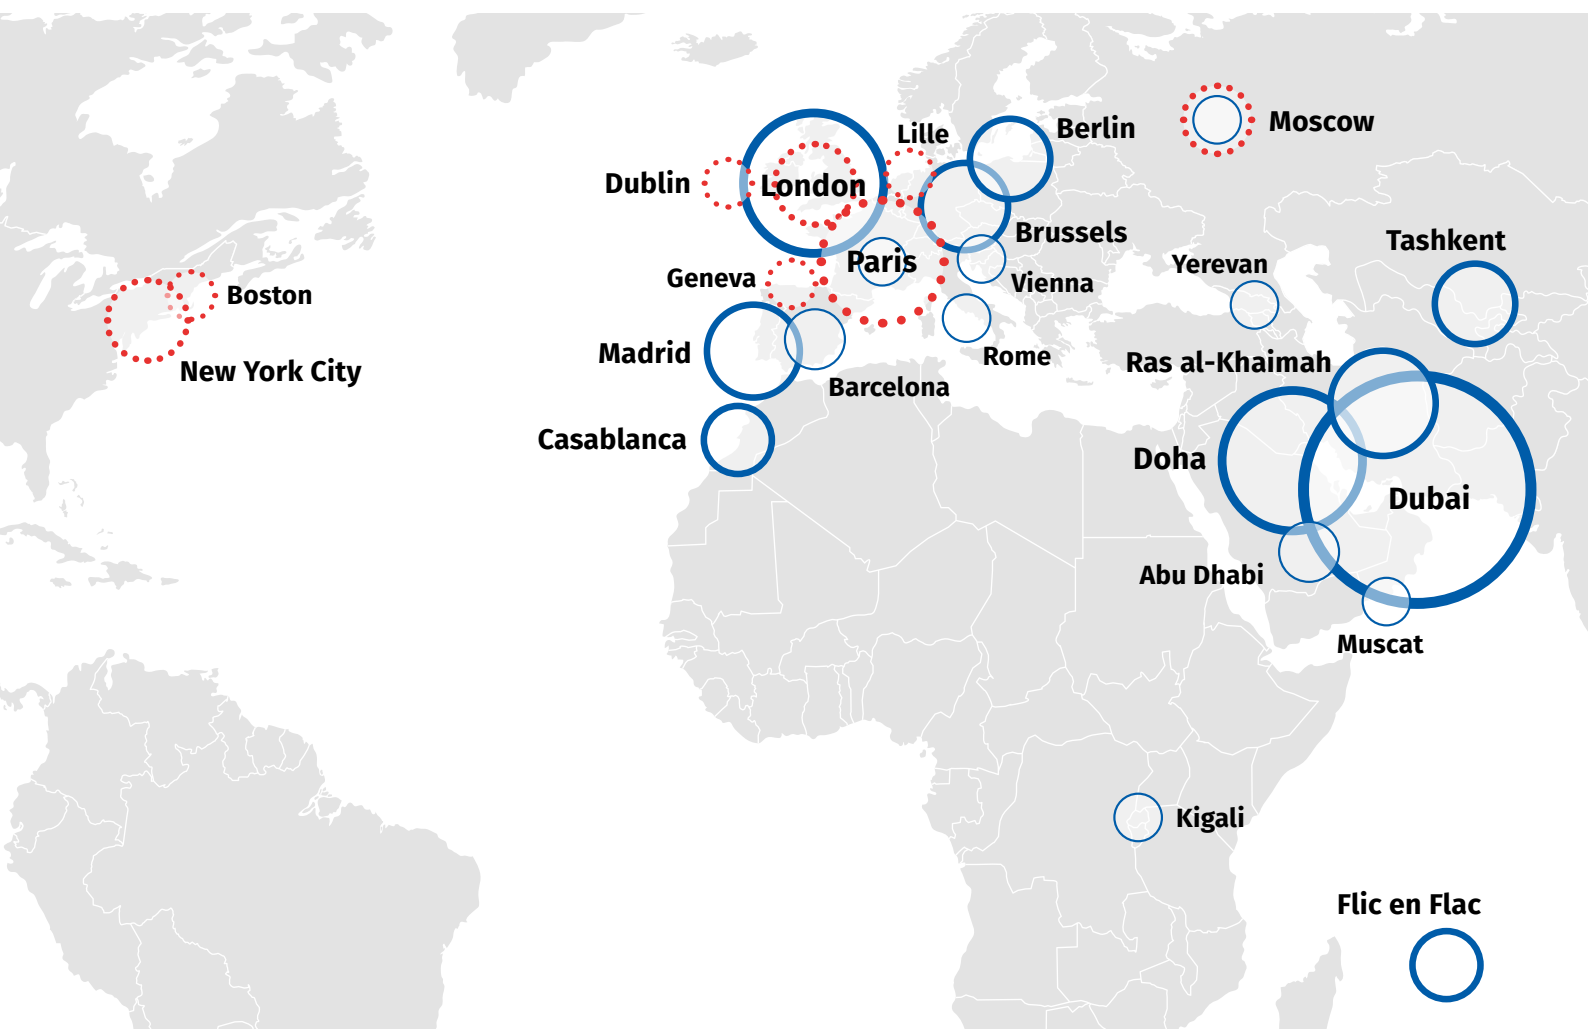 Moscow
Berlin
Lille
Dublin
London
Brussels
Tashkent
Paris
Yerevan
Geneva
Vienna
Boston
Madrid
Rome
Ras al-Khaimah
New York City
Barcelona
Casablanca
Doha
Dubai
Abu Dhabi
Muscat
Kigali
Flic en Flac